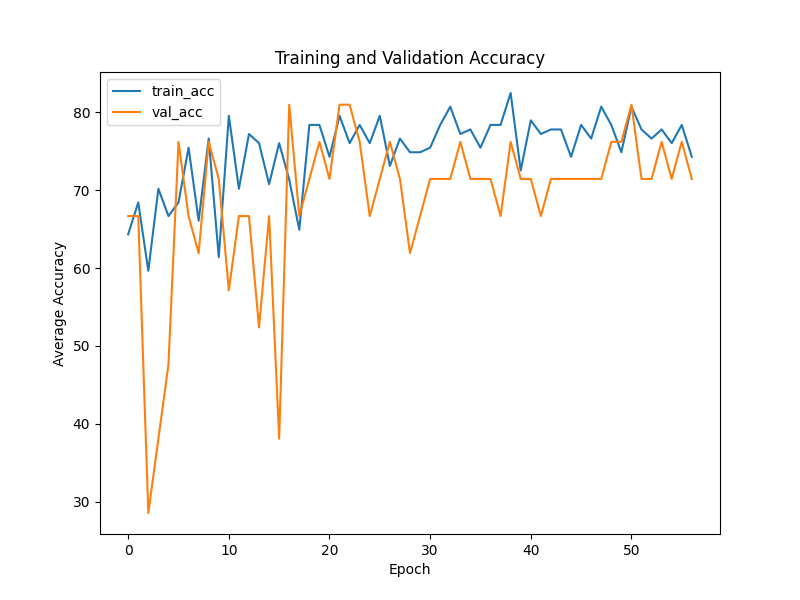 Training and Validation Accuracy
train_acc
val_acc
80
70
60
50
40
30
Average Accuracy
0 10 20 30 40 50
Epoch